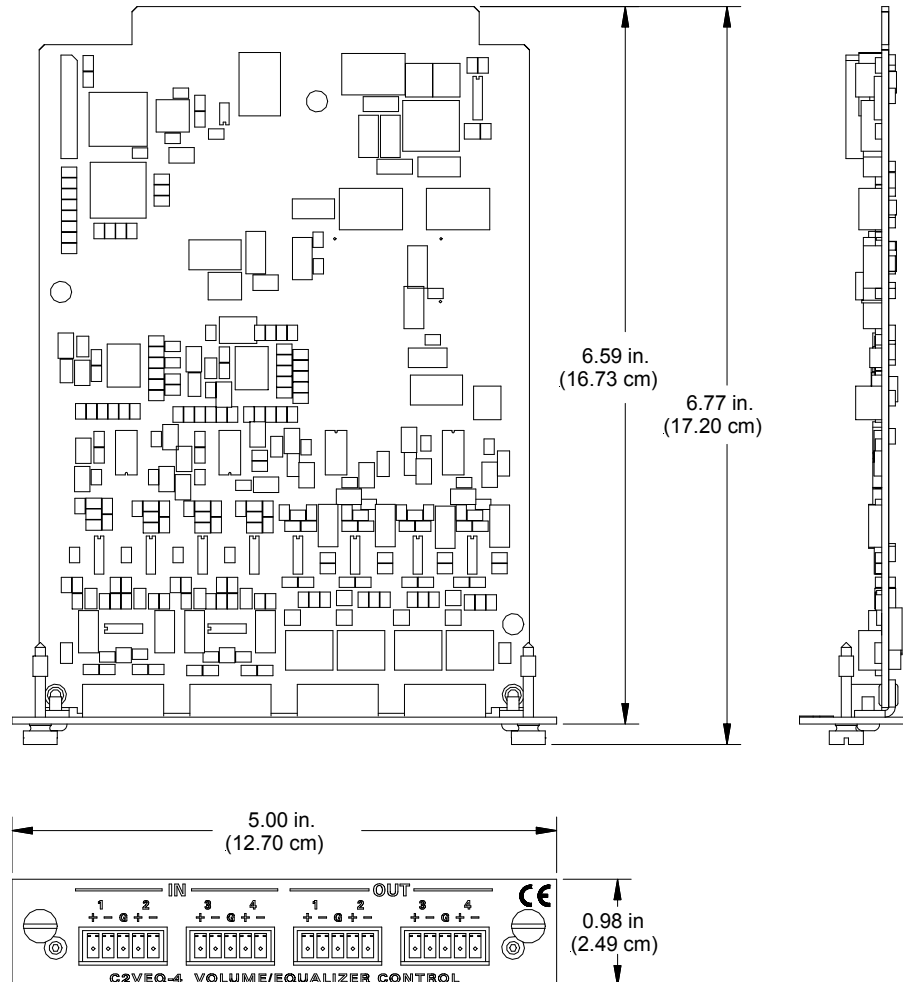 6.59 in.
(16.73 cm)
6.77 in.
(17.20 cm)
5.00 in.
(12.70 cm)
IN
OUT
CE
1 2 3 4 1 2 3 4
+ - G + - + - G + - + - G + - + - G + -
0.98 in
(2.49 cm)
C2VEQ-4 VOLUME/EQUALIZER CONTROL